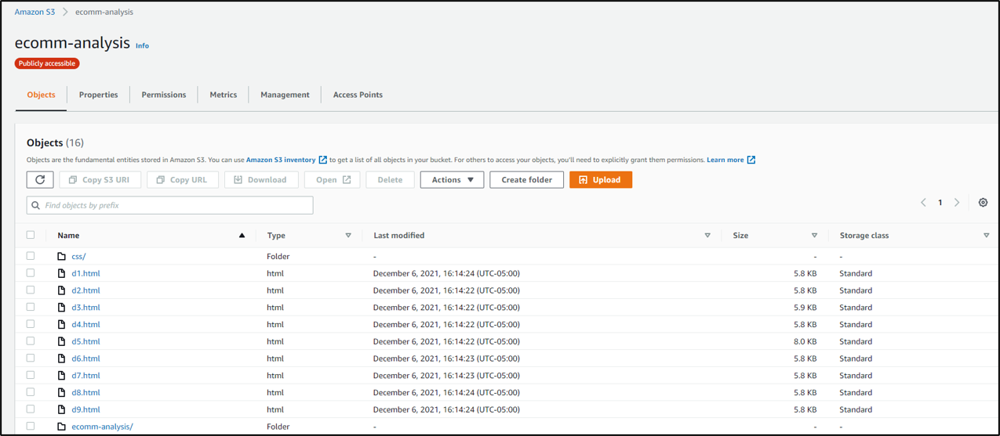 Amazon S3 > ecomm-analysis
ecomm-analysis Info
Publicly accessible
Objects Properties Permissions Metrics Management Access Points
Objects (16)
Objects are the fundamental entities stored in Amazon S3. You can use Amazon S3 inventory to get a list of all objects in your bucket. For others to access your objects, you'll need to explicitly grant them permissions. Learn more
Copy S3 URI Copy URL Download Open Delete Actions Create folder Upload
Find objects by prefix
1
Name Type Last modified Size Storage class
css/ Folder - - -
d1.html html December 6, 2021, 16:14:24 (UTC-05:00) 5.8 KB Standard
d2.html html December 6, 2021, 16:14:22 (UTC-05:00) 5.8 KB Standard
d3.html html December 6, 2021, 16:14:22 (UTC-05:00) 5.9 KB Standard
d4.html html December 6, 2021, 16:14:22 (UTC-05:00) 5.8 KB Standard
d5.html html December 6, 2021, 16:14:22 (UTC-05:00) 8.0 KB Standard
d6.html html December 6, 2021, 16:14:23 (UTC-05:00) 5.8 KB Standard
d7.html html December 6, 2021, 16:14:23 (UTC-05:00) 5.8 KB Standard
d8.html html December 6, 2021, 16:14:24 (UTC-05:00) 5.8 KB Standard
d9.html html December 6, 2021, 16:14:24 (UTC-05:00) 5.8 KB Standard
ecomm-analysis/ Folder - - -